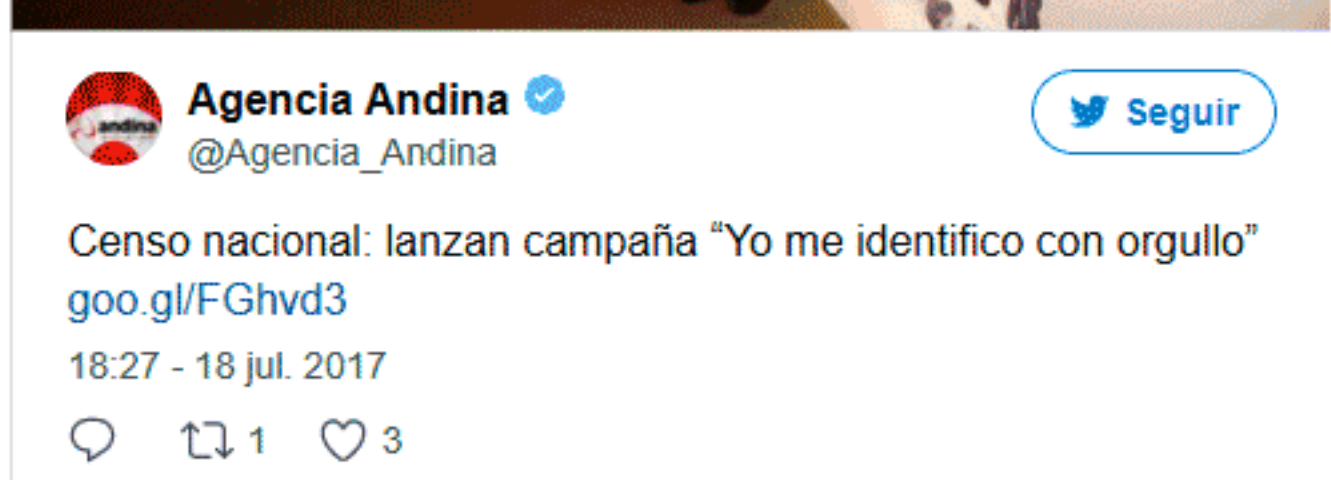 andina
Agencia Andina
@Agencia_Andina
Seguir
Censo nacional: lanzan campaña “Yo me identifico con orgullo”
goo.gl/FGhvd3
18:27 - 18 jul. 2017
1 3